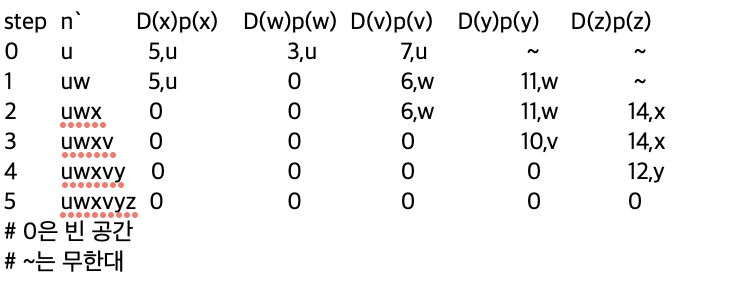 step n` D(x)p(x) D(w)p(w) D(v)p(v) D(y)p(y) D(z)p(z)
0 u 5,u 3,u 7,u ~ ~
1 uw 5,u 0 6,w 11,w ~
2 uwx 0 0 6,w 11,w 14,x
3 uwxv 0 0 0 10,v 14,x
4 uwxvy 0 0 0 0 12,y
5 uwxvyz 0 0 0 0 0
# 0은 빈 공간
# ~는 무한대